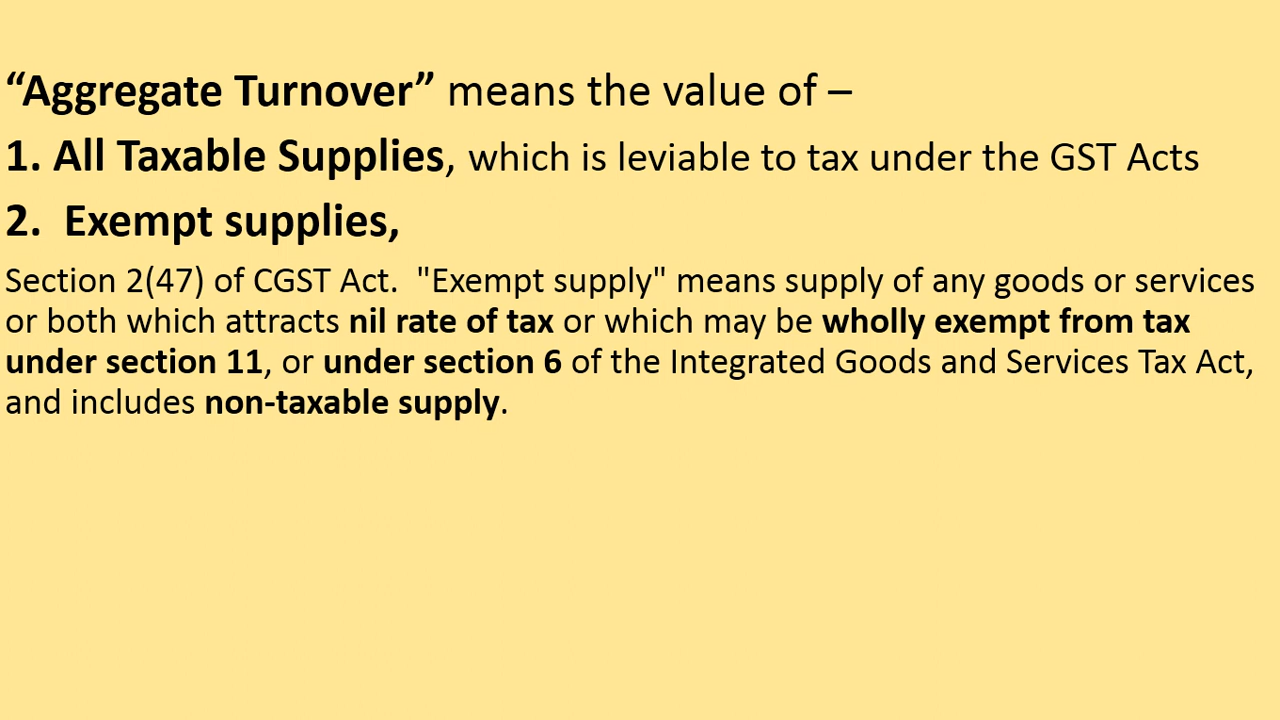 “Aggregate Turnover” means the value of –
1. All Taxable Supplies, which is leviable to tax under the GST Acts
2.  Exempt supplies,
Section 2(47) of CGST Act.  "Exempt supply" means supply of any goods or services
or both which attracts nil rate of tax or which may be wholly exempt from tax
under section 11, or under section 6 of the Integrated Goods and Services Tax Act,
and includes non-taxable supply.